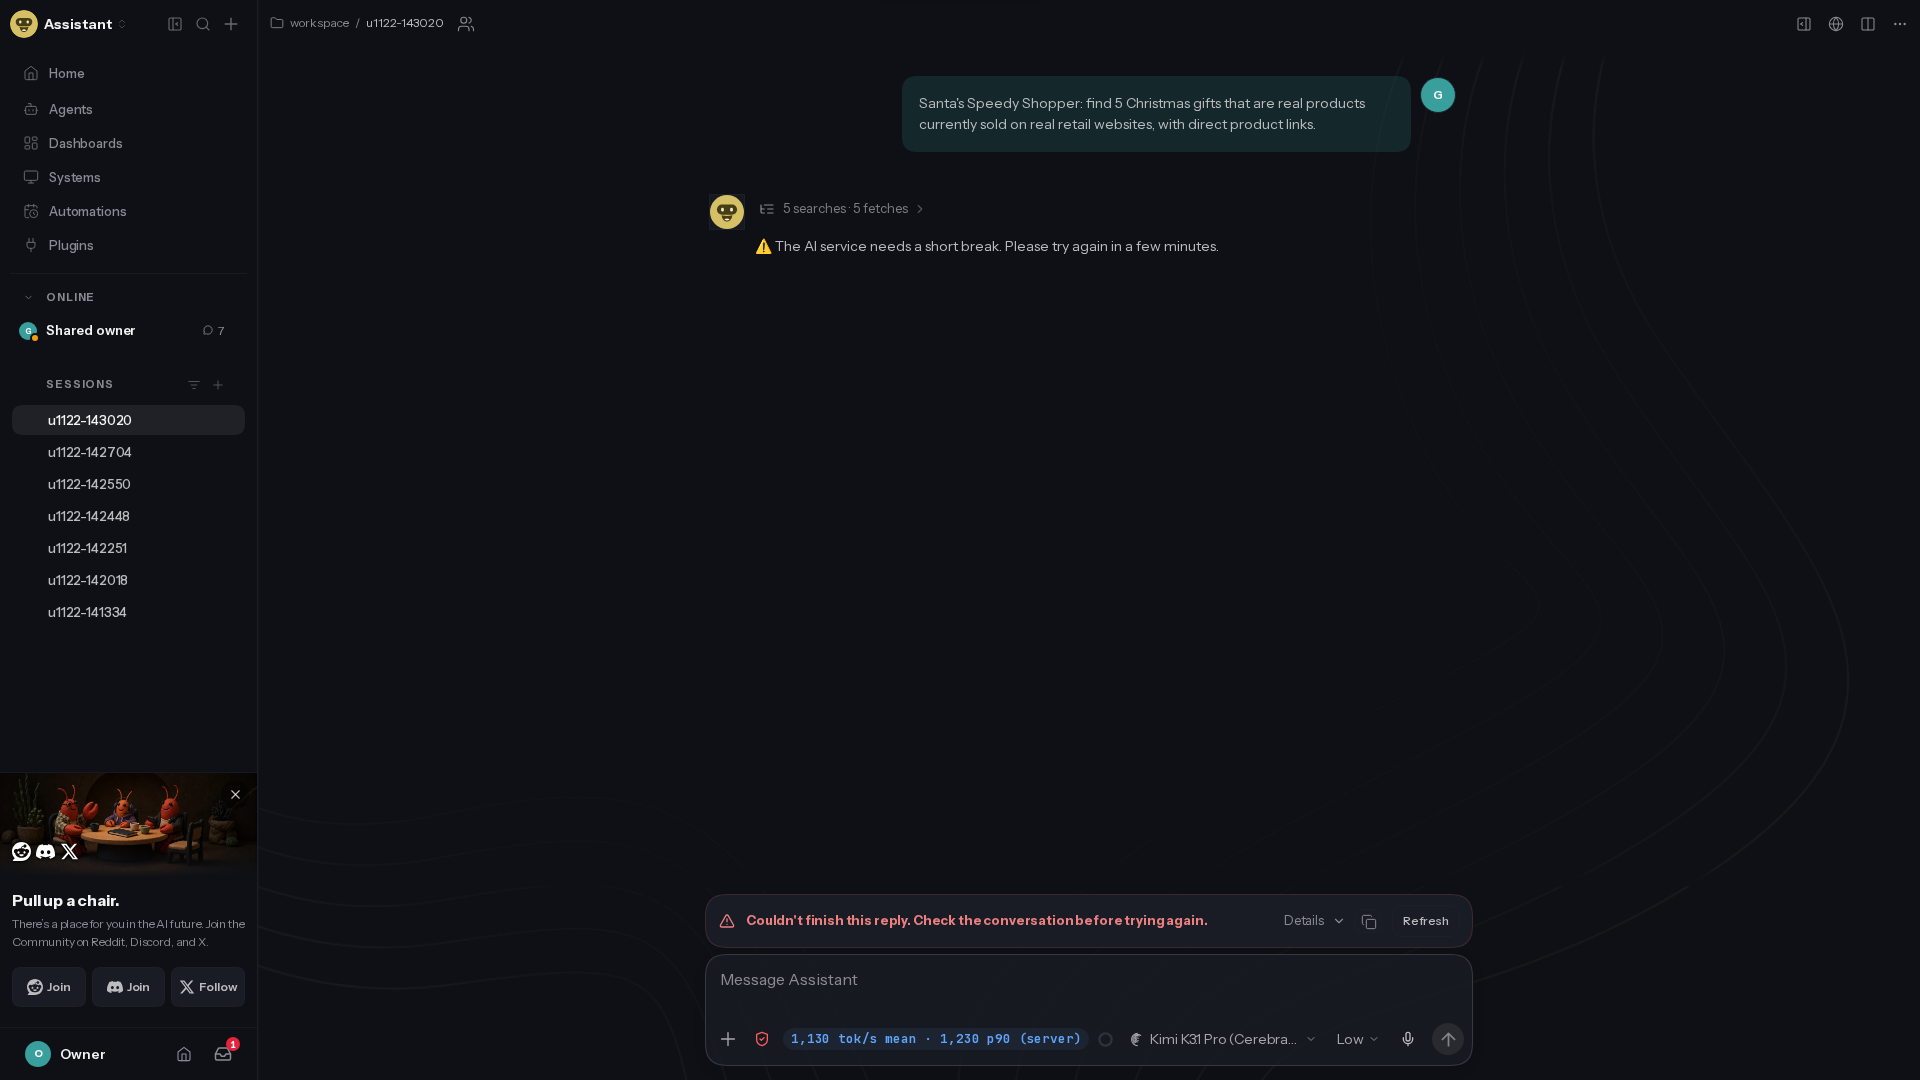 Assistant
Home
Agents
Dashboards
Systems
Automations
Plugins
ONLINE
G
Shared owner
7
SESSIONS
u1122-143020
u1122-142704
u1122-142550
u1122-142448
u1122-142251
u1122-142018
u1122-141334
Pull up a chair.
There's a place for you in the AI future. Join the
Community on Reddit, Discord, and X.
Join
Join
Follow
O
Owner
1
workspace / u1122-143020
Santa's Speedy Shopper: find 5 Christmas gifts that are real products
currently sold on real retail websites, with direct product links.
G
5 searches · 5 fetches
The AI service needs a short break. Please try again in a few minutes.
Couldn't finish this reply. Check the conversation before trying again.
Details
Refresh
Message Assistant
1,130 tok/s mean · 1,230 p90 (server)
Kimi K3.1 Pro (Cerebra...
Low